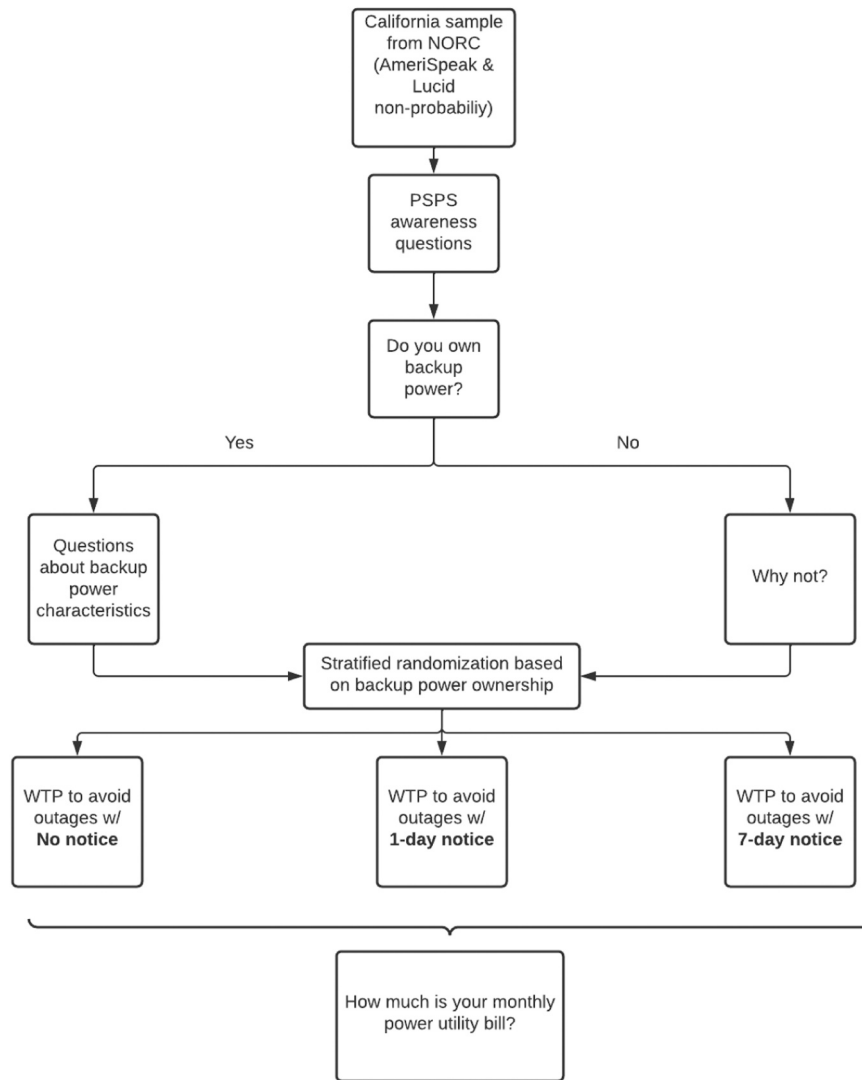 California sample
from NORC
(AmeriSpeak &
Lucid
non-probabiliy)
PSPS
awareness
questions
Do you own
backup
power?
Yes
No
Questions
about backup
power
characteristics
Why not?
Stratified randomization based
on backup power ownership
WTP to avoid
outages w/
No notice
WTP to avoid
outages w/
1-day notice
WTP to avoid
outages w/
7-day notice
How much is your monthly
power utility bill?